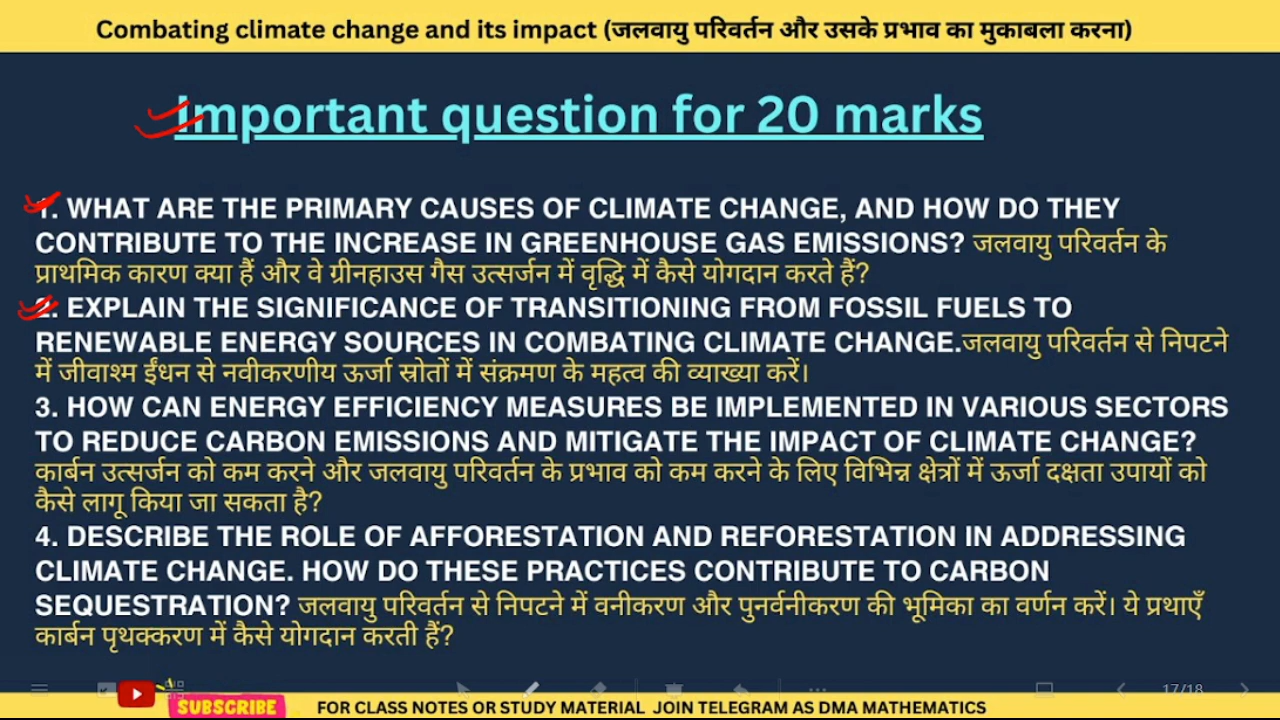 Combating climate change and its impact (जलवायु परिवर्तन और उसके प्रभाव का मुकाबला करना)
Important question for 20 marks
1. WHAT ARE THE PRIMARY CAUSES OF CLIMATE CHANGE, AND HOW DO THEY
CONTRIBUTE TO THE INCREASE IN GREENHOUSE GAS EMISSIONS? जलवायु परिवर्तन के
प्राथमिक कारण क्या हैं और वे ग्रीनहाउस गैस उत्सर्जन में वृद्धि में कैसे योगदान करते हैं?
2. EXPLAIN THE SIGNIFICANCE OF TRANSITIONING FROM FOSSIL FUELS TO
RENEWABLE ENERGY SOURCES IN COMBATING CLIMATE CHANGE.जलवायु परिवर्तन से निपटने
में जीवाश्म ईंधन से नवीकरणीय ऊर्जा स्रोतों में संक्रमण के महत्व की व्याख्या करें।
3. HOW CAN ENERGY EFFICIENCY MEASURES BE IMPLEMENTED IN VARIOUS SECTORS
TO REDUCE CARBON EMISSIONS AND MITIGATE THE IMPACT OF CLIMATE CHANGE?
कार्बन उत्सर्जन को कम करने और जलवायु परिवर्तन के प्रभाव को कम करने के लिए विभिन्न क्षेत्रों में ऊर्जा दक्षता उपायों को
कैसे लागू किया जा सकता है?
4. DESCRIBE THE ROLE OF AFFORESTATION AND REFORESTATION IN ADDRESSING
CLIMATE CHANGE. HOW DO THESE PRACTICES CONTRIBUTE TO CARBON
SEQUESTRATION? जलवायु परिवर्तन से निपटने में वनीकरण और पुनर्वनीकरण की भूमिका का वर्णन करें। ये प्रथाएँ
कार्बन पृथक्करण में कैसे योगदान करती हैं?
17/18
SUBSCRIBE FOR CLASS NOTES OR STUDY MATERIAL JOIN TELEGRAM AS DMA MATHEMATICS